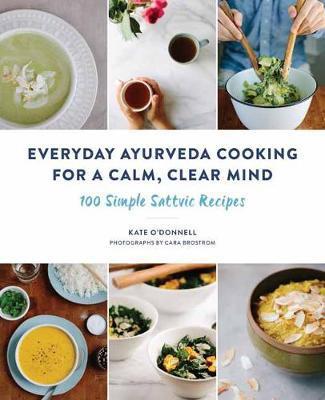 EVERYDAY AYURVEDA COOKING
FOR A CALM, CLEAR MIND
100 Simple Sattvic Recipes
KATE O'DONNELL
PHOTOGRAPHS BY CARA BROSTROM